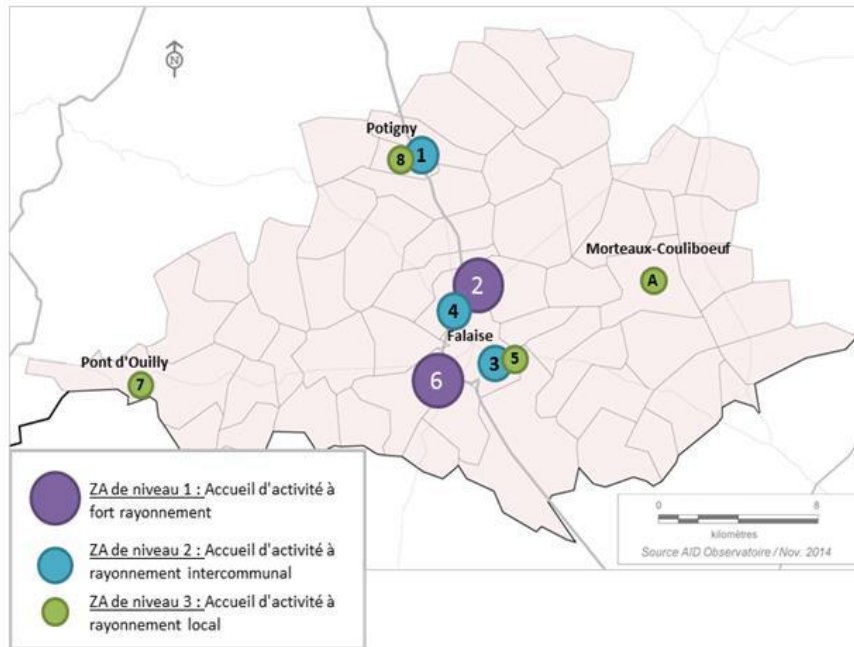 N
Potigny
8
1
Morteaux-Couliboeuf
A
2
4
Falaise
3
5
Pont d'Ouilly
7
6
ZA de niveau 1 : Accueil d'activité à
fort rayonnement
ZA de niveau 2 : Accueil d'activité à
rayonnement intercommunal
ZA de niveau 3 : Accueil d'activité à
rayonnement local
0 8
kilomètres
Source AID Observatoire / Nov. 2014